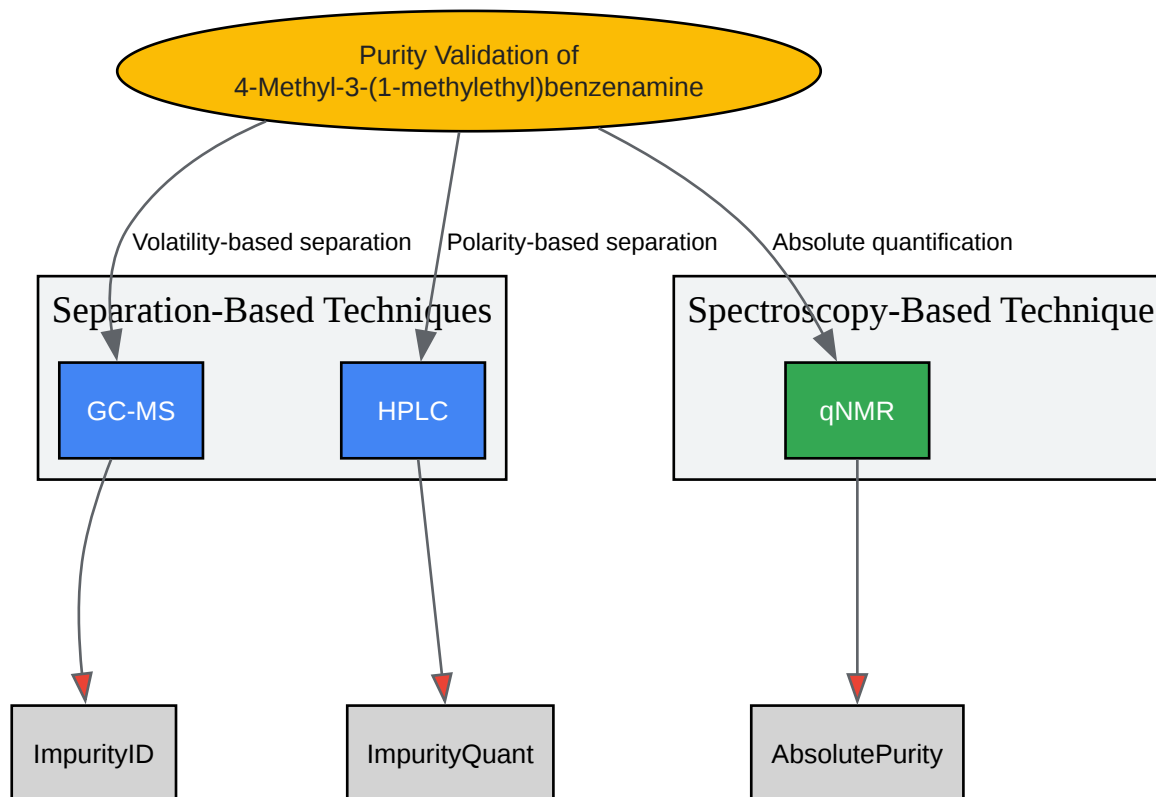 Purity Validation of
4-Methyl-3-(1-methylethyl)benzenamine
Volatility-based separation
Polarity-based separation
Absolute quantification
Separation-Based Techniques
Spectroscopy-Based Technique
GC-MS
HPLC
qNMR
ImpurityID
ImpurityQuant
AbsolutePurity